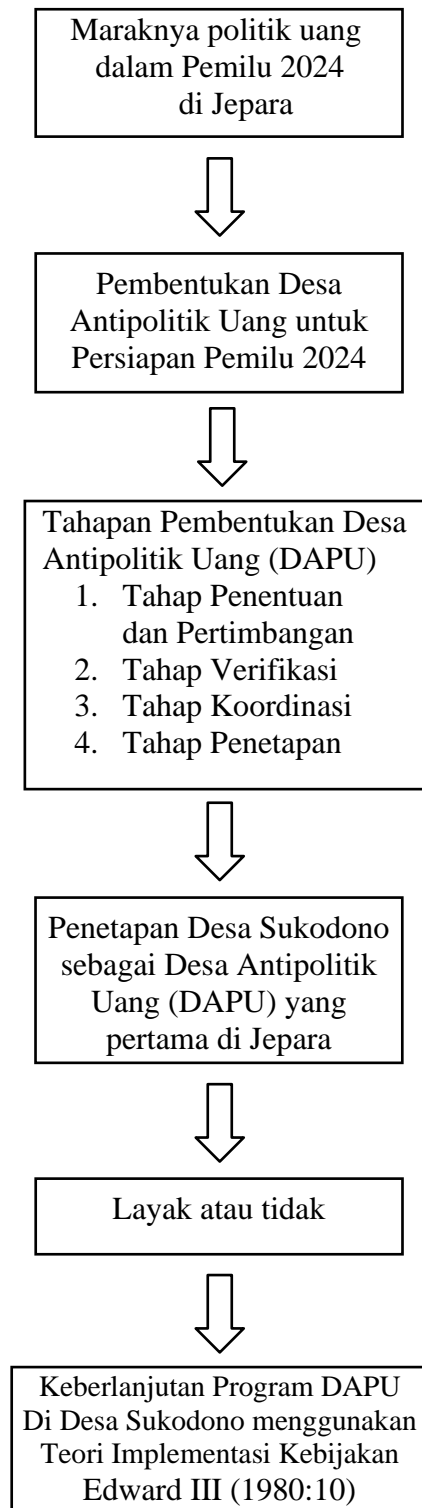 Maraknya politik uang
dalam Pemilu 2024
di Jepara
Pembentukan Desa
Antipolitik Uang untuk
Persiapan Pemilu 2024
Tahapan Pembentukan Desa
Antipolitik Uang (DAPU)
1. Tahap Penentuan
dan Pertimbangan
2. Tahap Verifikasi
3. Tahap Koordinasi
4. Tahap Penetapan
Penetapan Desa Sukodono
sebagai Desa Antipolitik
Uang (DAPU) yang
pertama di Jepara
Layak atau tidak
Keberlanjutan Program DAPU
Di Desa Sukodono menggunakan
Teori Implementasi Kebijakan
Edward III (1980:10)